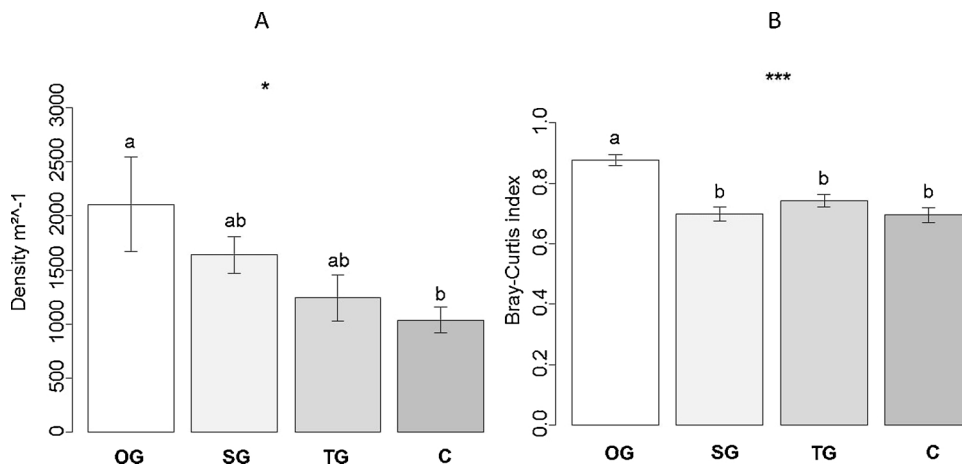 A
*
Density m²^-1
3000
2500
2000
1500
1000
500
0
a
ab
ab
b
OG SG TG C
B
***
Bray-Curtis index
1.0
0.8
0.6
0.4
0.2
0.0
a
b
b
b
OG SG TG C